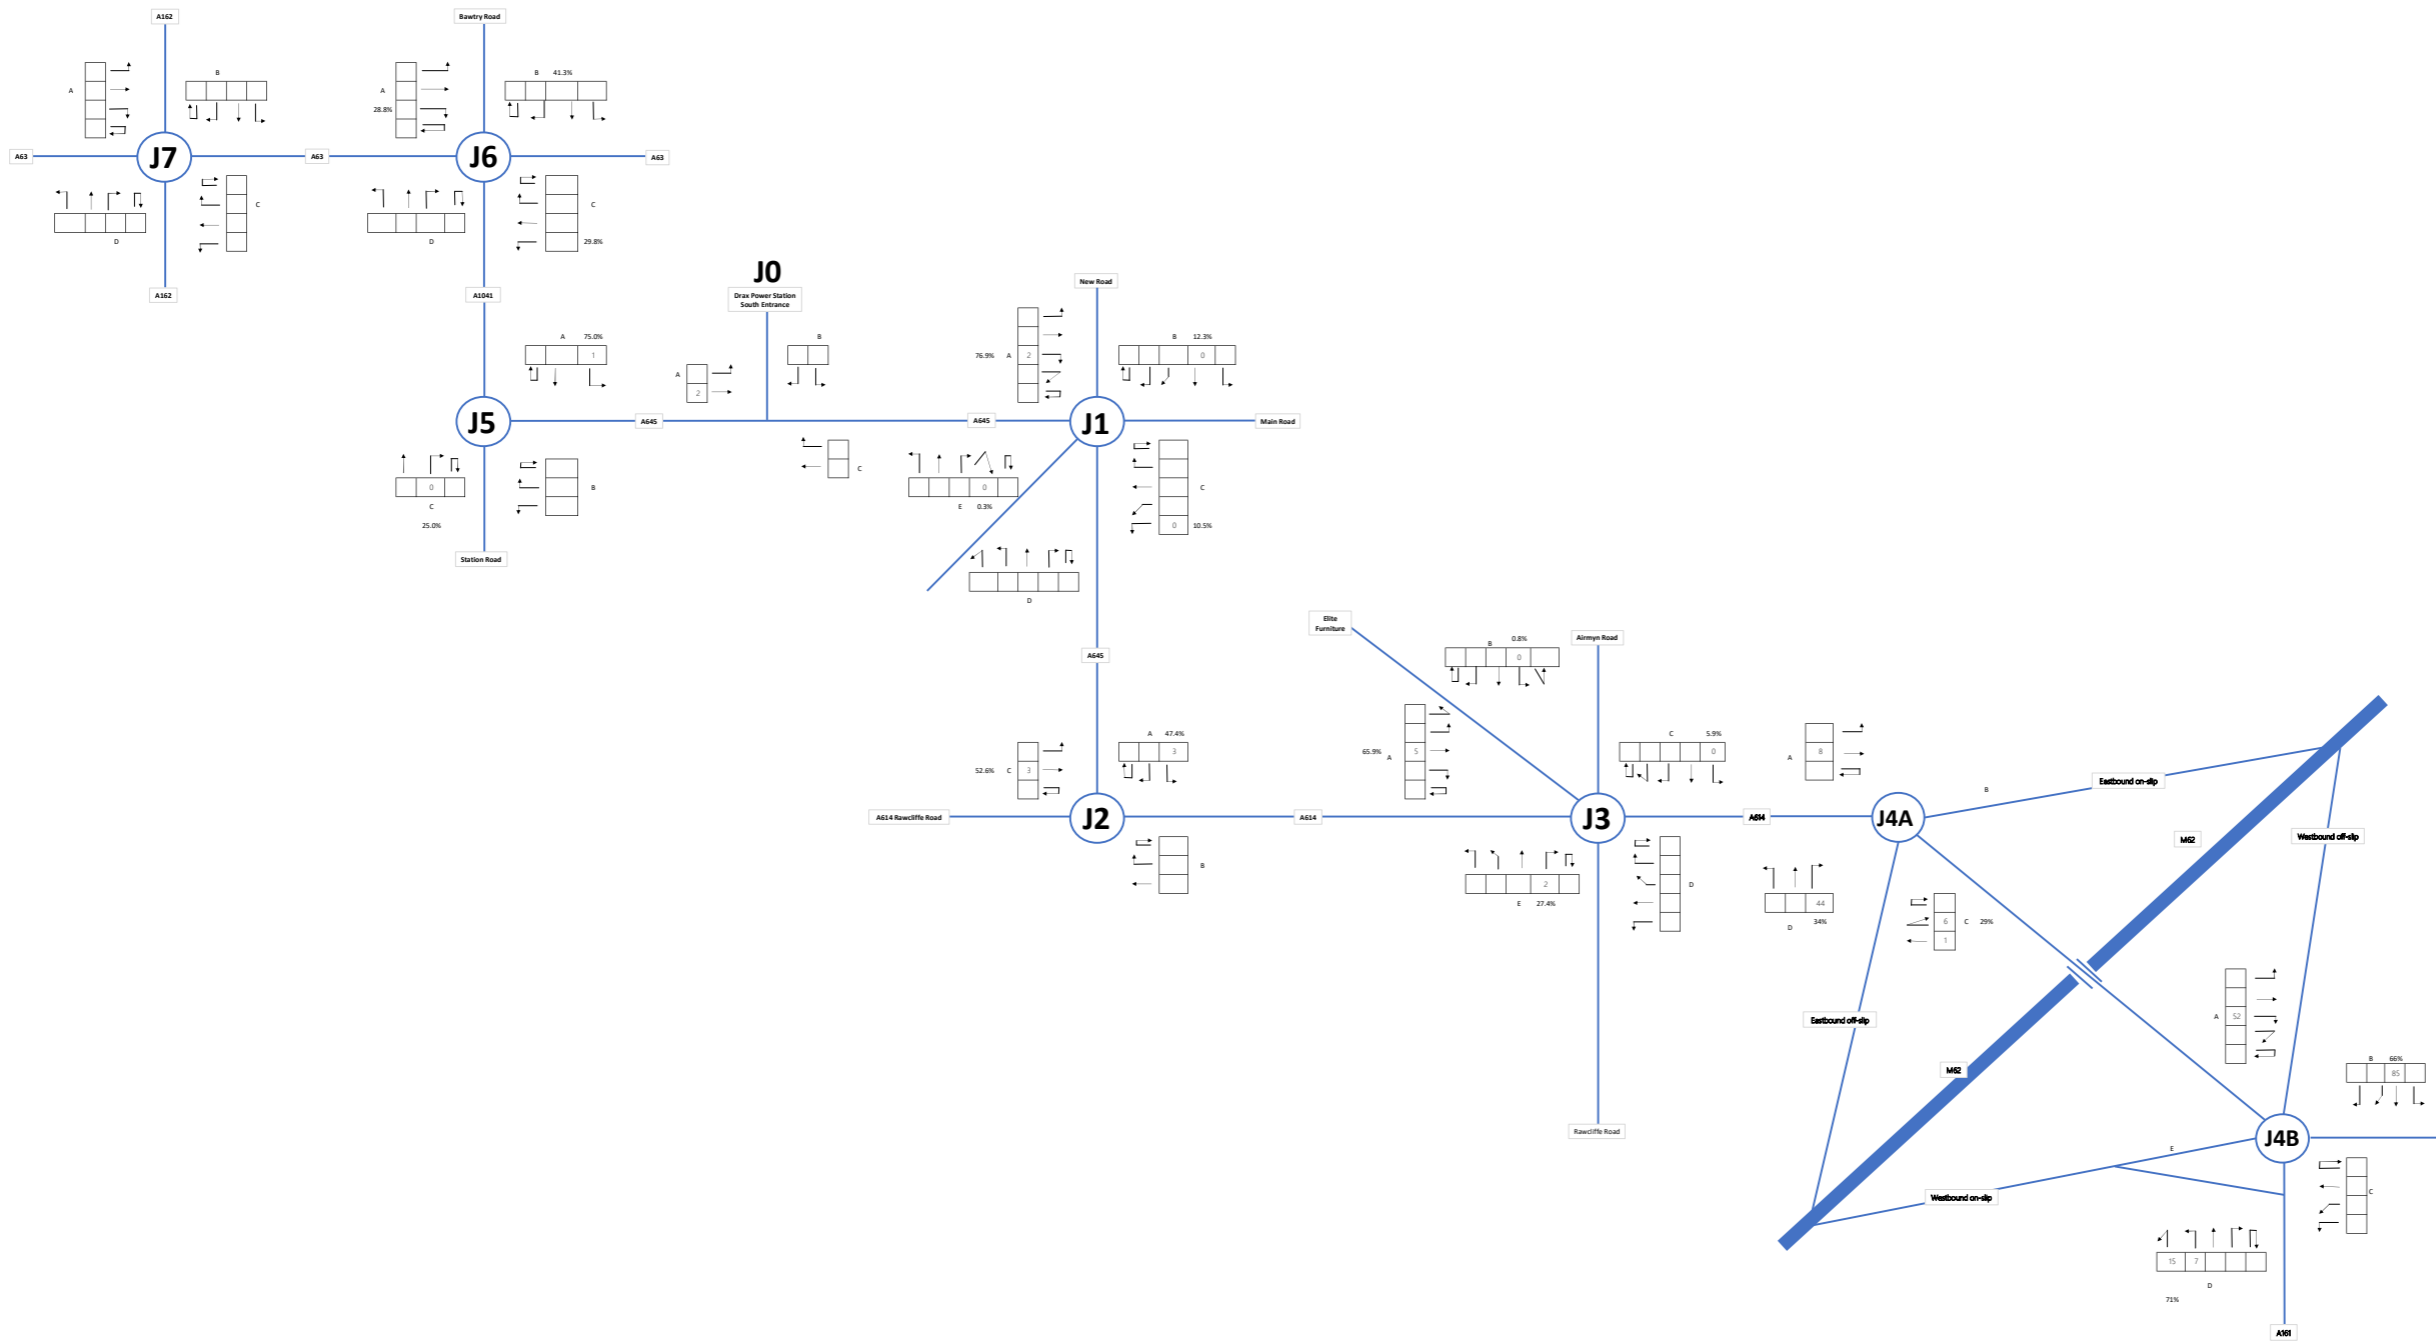 A162
Bawtry Road
B
B 41.3%
A
A
28.8%
J7
J6
A63
A63
A63
C
C
D
D
29.8%
A162
A1041
J0
Drax Power Station
South Entrance
New Road
A 75.0%
1
B
B 12.3%
0
76.9% A
2
A
2
J5
A645
A645
J1
Main Road
C
0
C
25.0%
B
0
E 0.3%
C
0
10.5%
Station Road
D
Elite
Furniture
Airmyn Road
B
0.8%
0
A645
A 47.4%
3
52.6% C
3
65.9% A
5
C 5.9%
0
A
8
A614 Rawcliffe Road
J2
A614
J3
A614
J4A
B
Eastbound on-slip
M62
Westbound off-slip
B
2
E 27.4%
D
44
34%
D
6
1
C 29%
Eastbound off-slip
M62
A
52
B 66%
85
Rawcliffe Road
J4B
E
Westbound on-slip
C
15 7
D
71%
A161